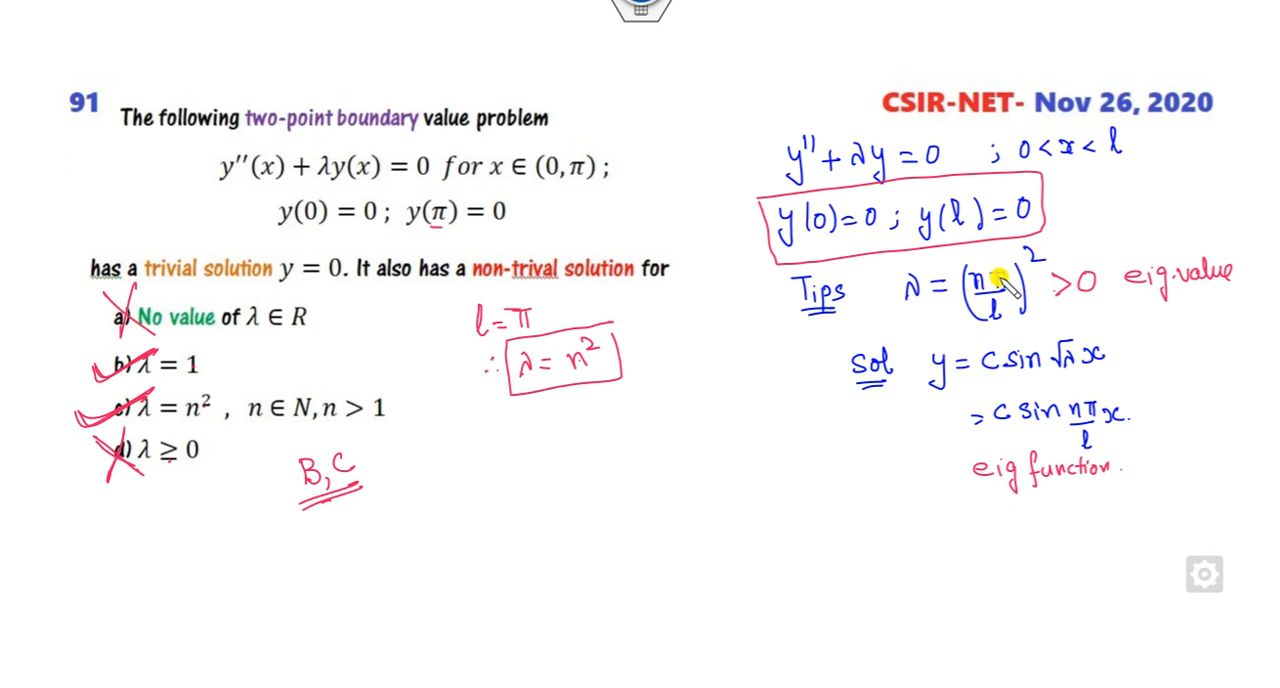 91
The following two-point boundary value problem
y′′(x) + λy(x) = 0 for x ∈ (0, π) ;
y(0) = 0 ; y(π) = 0
has a trivial solution y = 0. It also has a non-trival solution for
a) No value of λ ∈ R
b) λ = 1
c) λ = n² , n ∈ N, n > 1
d) λ ≥ 0
B, C
l = π
∴ λ = n²
CSIR-NET- Nov 26, 2020
y'' + λy = 0 ; 0 < x < l
y(0) = 0 ; y(l) = 0
Tips λ = (nπ/l)² > 0 eig.value
Sol y = C sin √λ x
= C sin nπ/l x.
eig function.